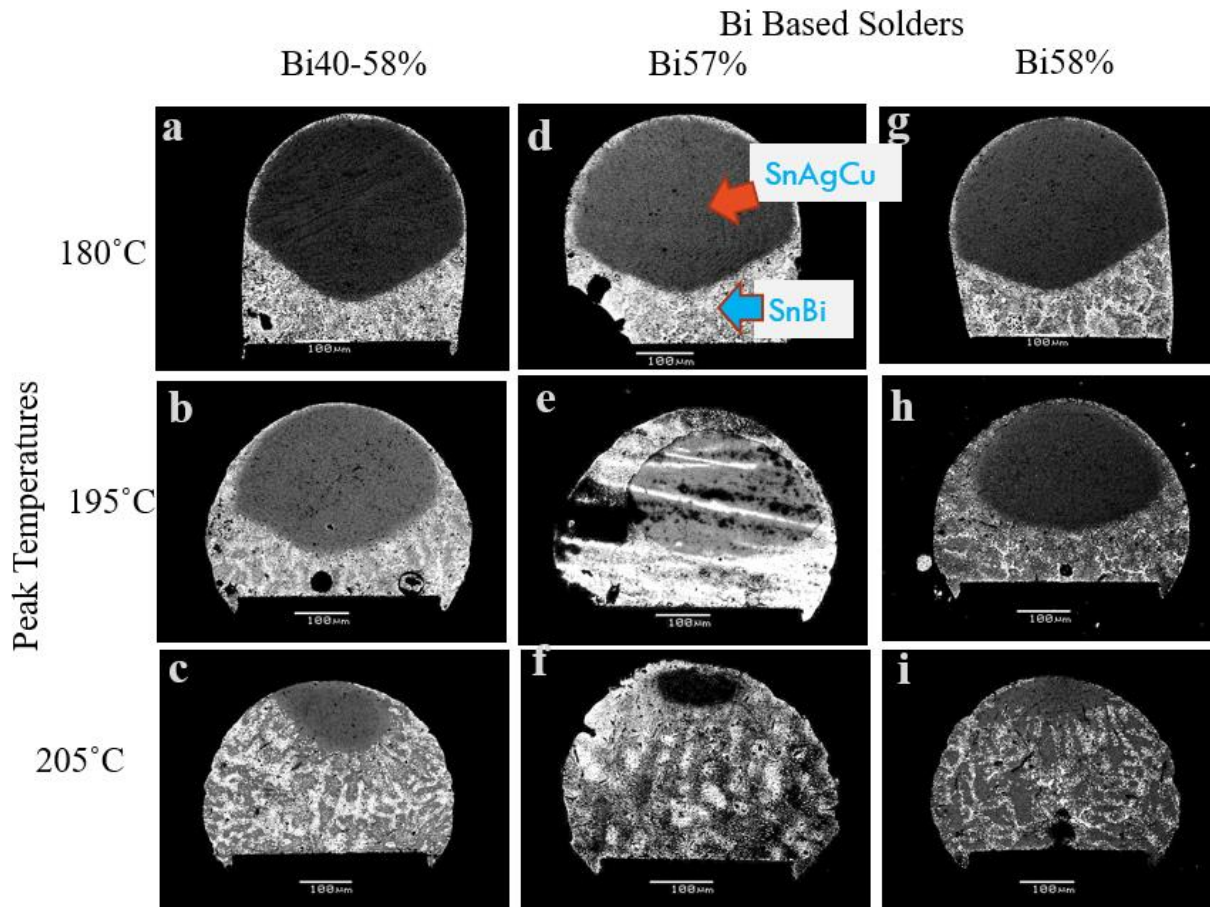 Bi Based Solders
Bi40-58%
Bi57%
Bi58%
Peak Temperatures
180˚C
a
100µm
d
SnAgCu
SnBi
100µm
g
100µm
195˚C
b
100µm
e
100µm
h
100µm
205˚C
c
100µm
f
100µm
i
100µm